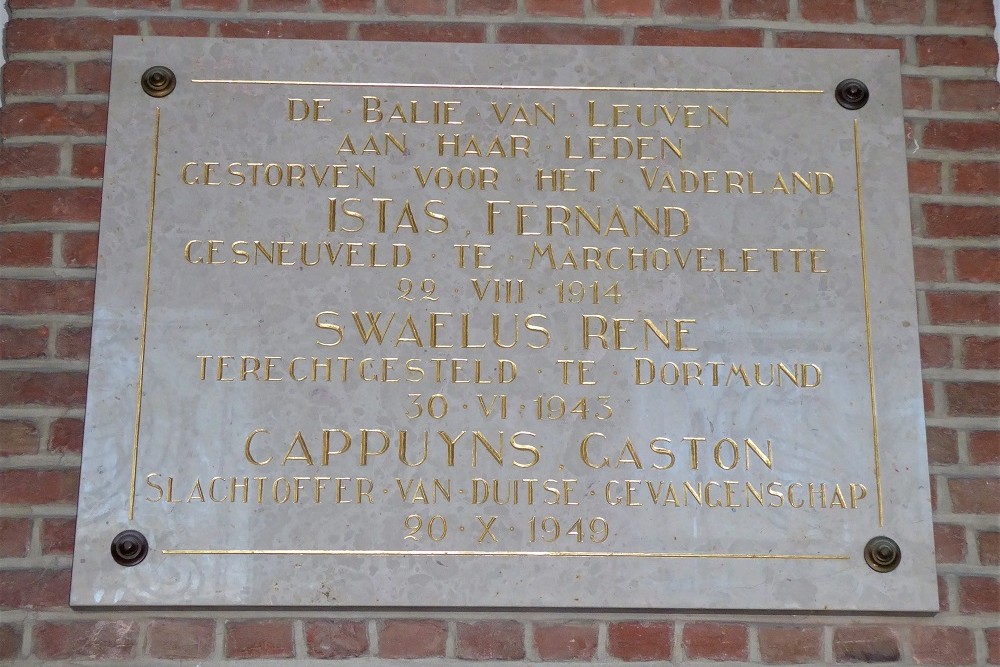 DE · BALIE · VAN · LEUVEN
AAN · HAAR · LEDEN
GESTORVEN · VOOR · HET · VADERLAND
ISTAS · FERNAND
GESNEUVELD · TE · MARCHOVELETTE
22 · VIII · 1914
SWAELUS · RENE
TERECHTGESTELD · TE · DORTMUND
30 · VI · 1943
CAPPUYNS · GASTON
SLACHTOFFER · VAN · DUITSE · GEVANGENSCHAP
20 · X · 1949